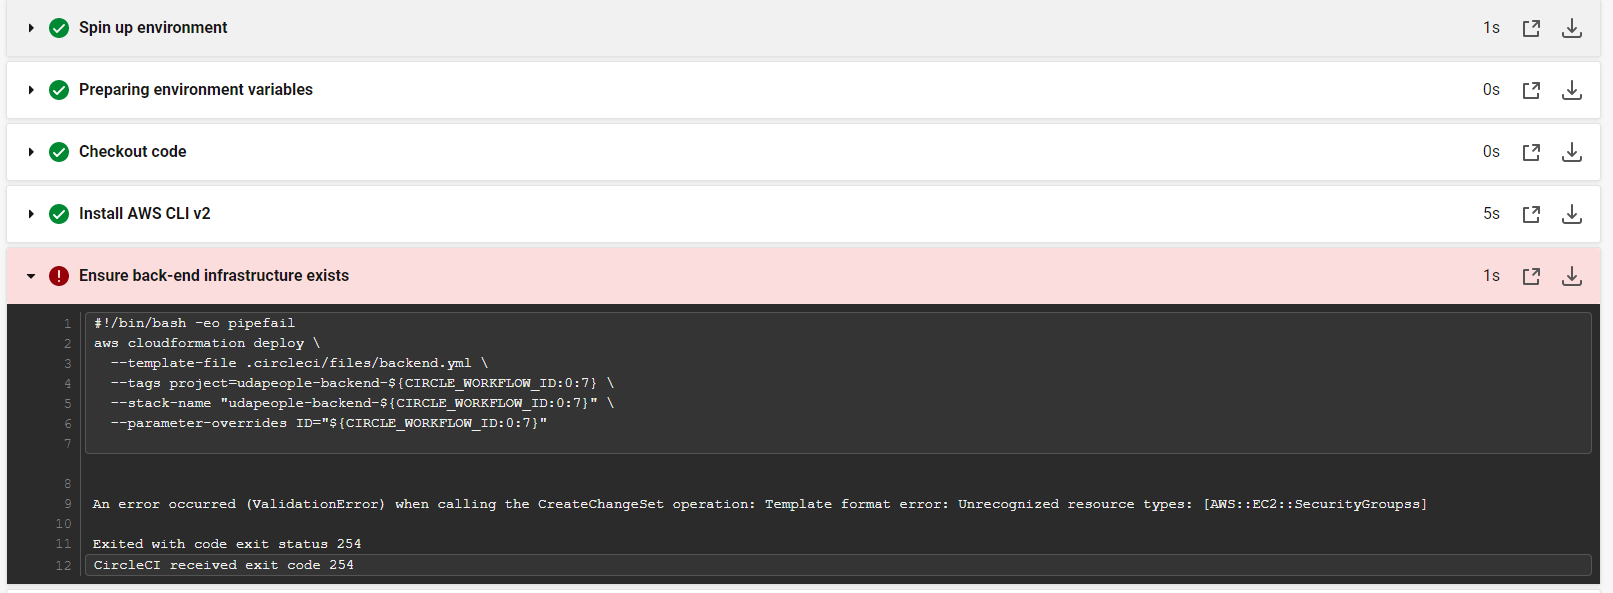 Spin up environment 1s
Preparing environment variables 0s
Checkout code 0s
Install AWS CLI v2 5s
Ensure back-end infrastructure exists 1s
1 #!/bin/bash -eo pipefail
2 aws cloudformation deploy \
3   --template-file .circleci/files/backend.yml \
4   --tags project=udapeople-backend-${CIRCLE_WORKFLOW_ID:0:7} \
5   --stack-name "udapeople-backend-${CIRCLE_WORKFLOW_ID:0:7}" \
6   --parameter-overrides ID="${CIRCLE_WORKFLOW_ID:0:7}"
7
8
9 An error occurred (ValidationError) when calling the CreateChangeSet operation: Template format error: Unrecognized resource types: [AWS::EC2::SecurityGroupss]
10
11 Exited with code exit status 254
12 CircleCI received exit code 254